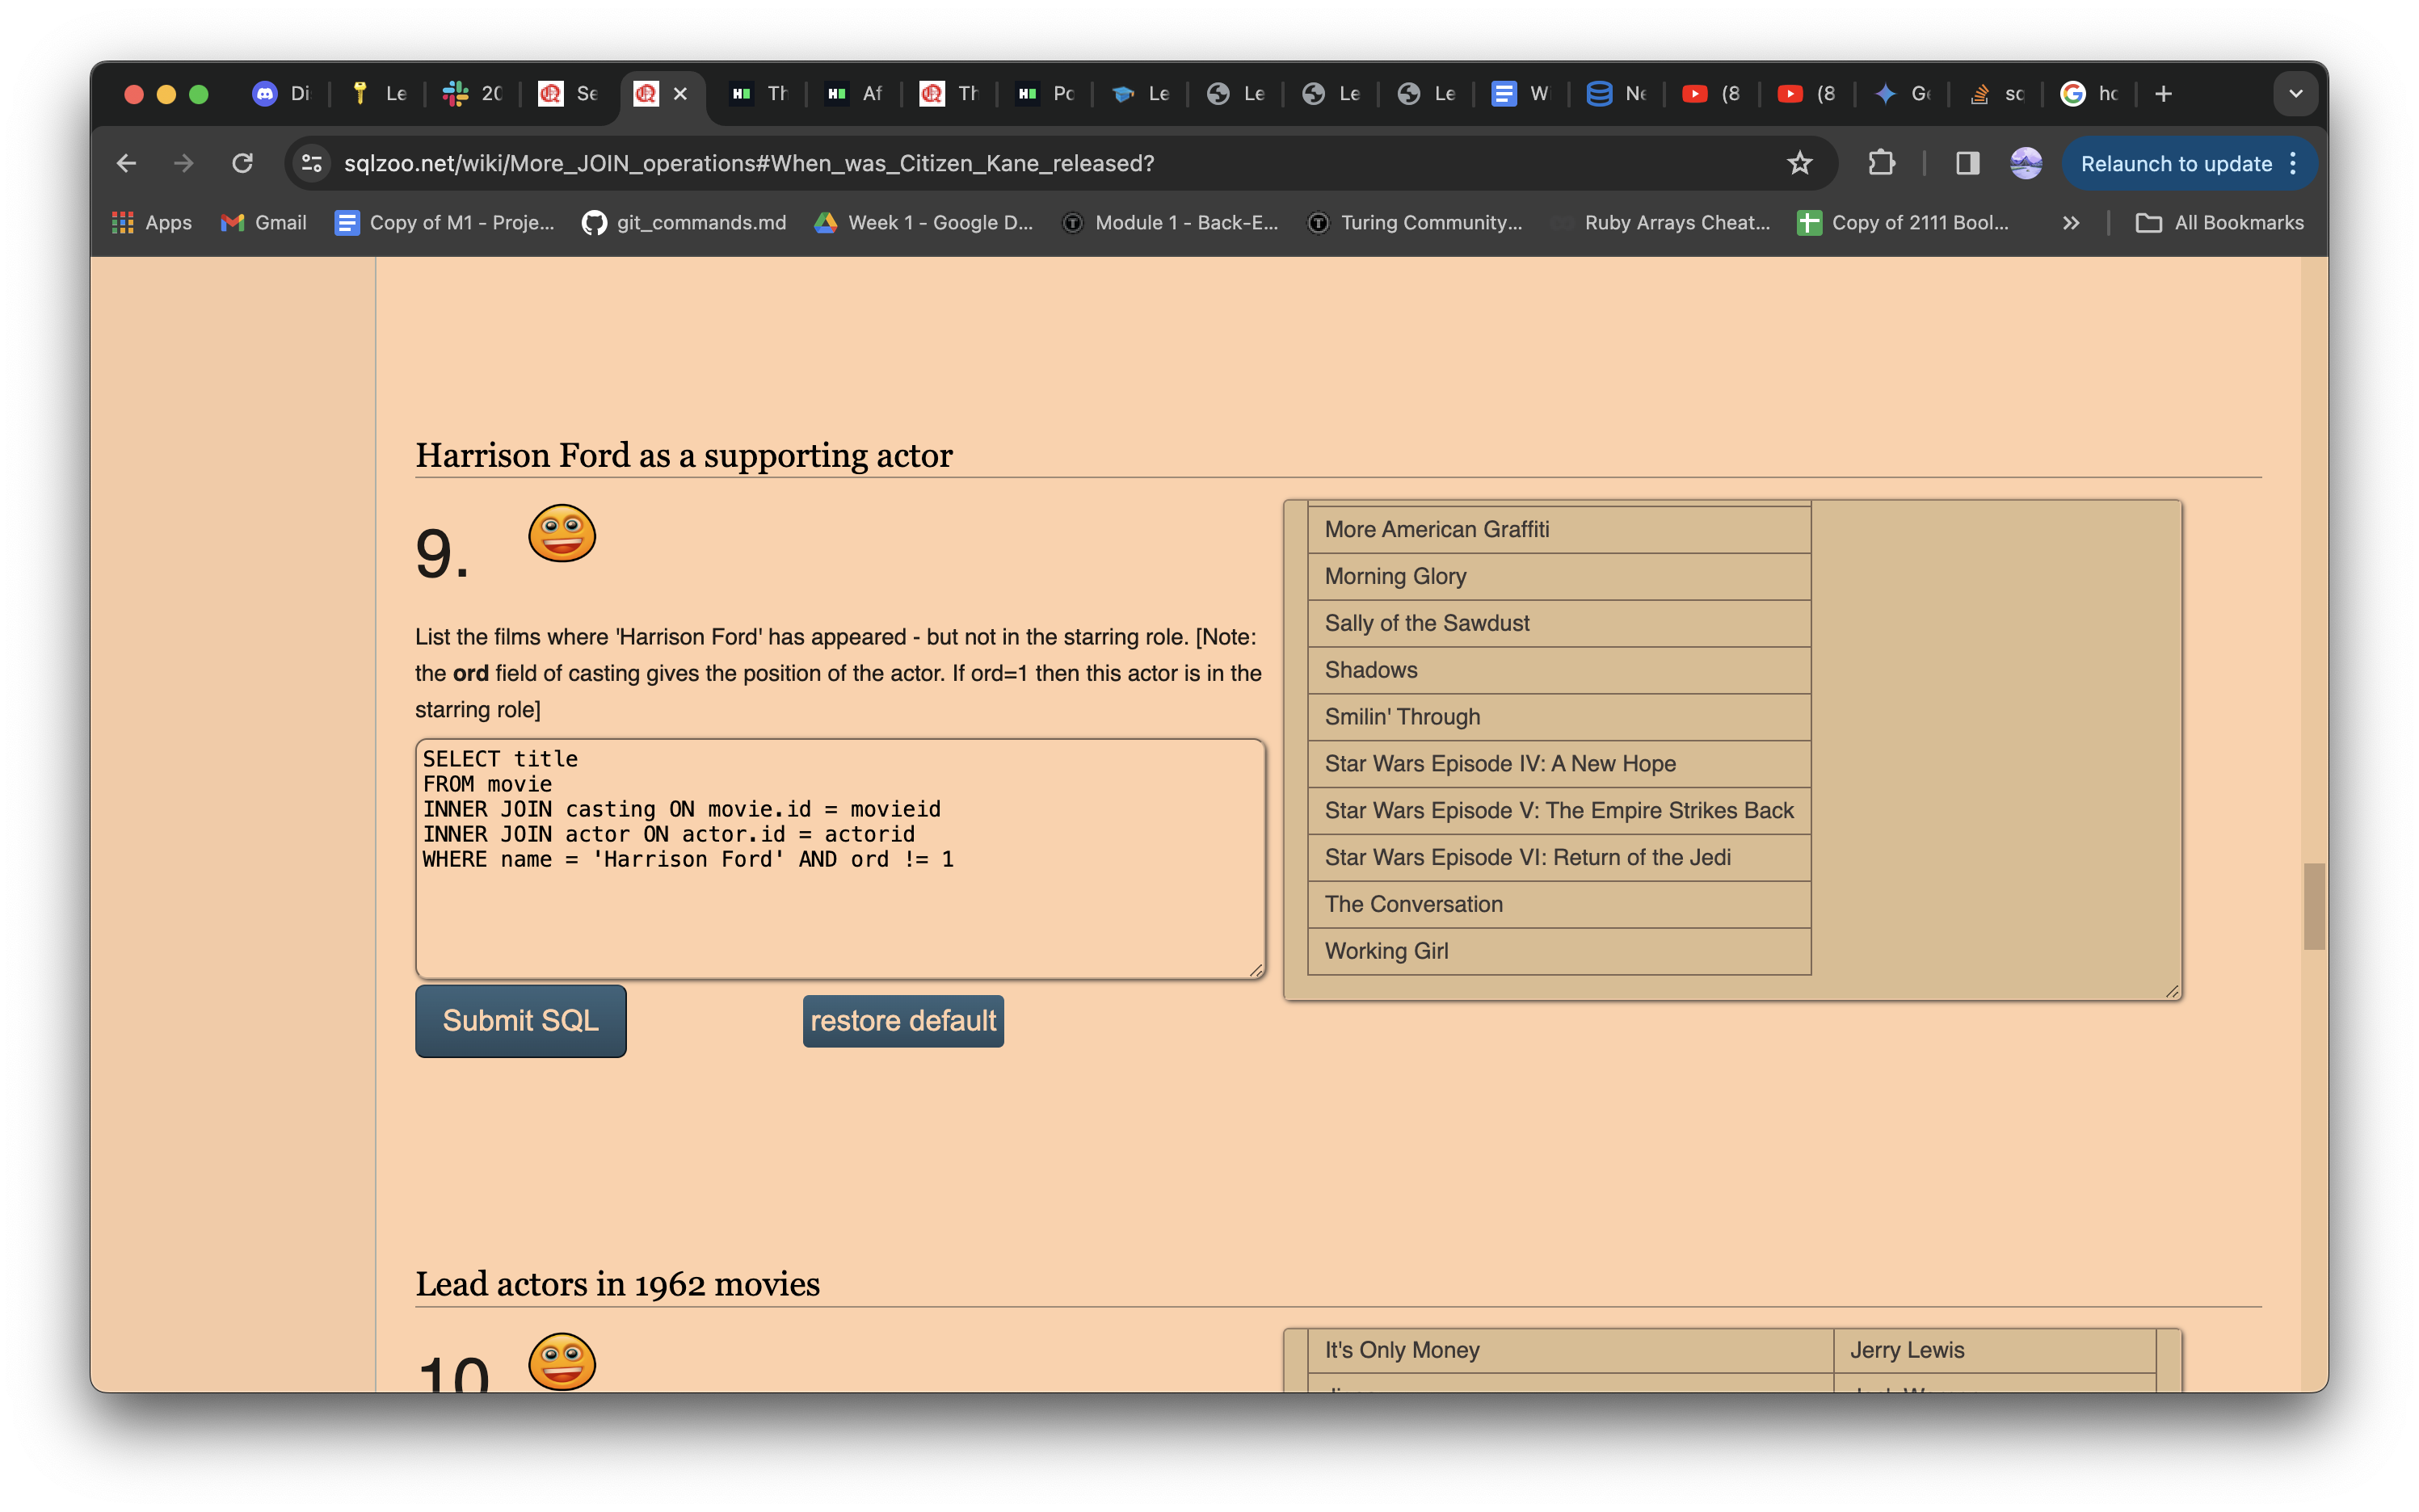 Di
Le
20
Se
Th
Af
Th
Po
Le
Le
Le
Le
W
Ne
(8
(8
Ge
so
ho
sqlzoo.net/wiki/More_JOIN_operations#When_was_Citizen_Kane_released?
Relaunch to update
Apps
Gmail
Copy of M1 - Proje...
git_commands.md
Week 1 - Google D...
Module 1 - Back-E...
Turing Community...
Ruby Arrays Cheat...
Copy of 2111 Bool...
All Bookmarks
Harrison Ford as a supporting actor
9.
List the films where 'Harrison Ford' has appeared - but not in the starring role. [Note:
the ord field of casting gives the position of the actor. If ord=1 then this actor is in the
starring role]
SELECT title
FROM movie
INNER JOIN casting ON movie.id = movieid
INNER JOIN actor ON actor.id = actorid
WHERE name = 'Harrison Ford' AND ord != 1
Submit SQL
restore default
More American Graffiti
Morning Glory
Sally of the Sawdust
Shadows
Smilin' Through
Star Wars Episode IV: A New Hope
Star Wars Episode V: The Empire Strikes Back
Star Wars Episode VI: Return of the Jedi
The Conversation
Working Girl
Lead actors in 1962 movies
10
It's Only Money
Jerry Lewis